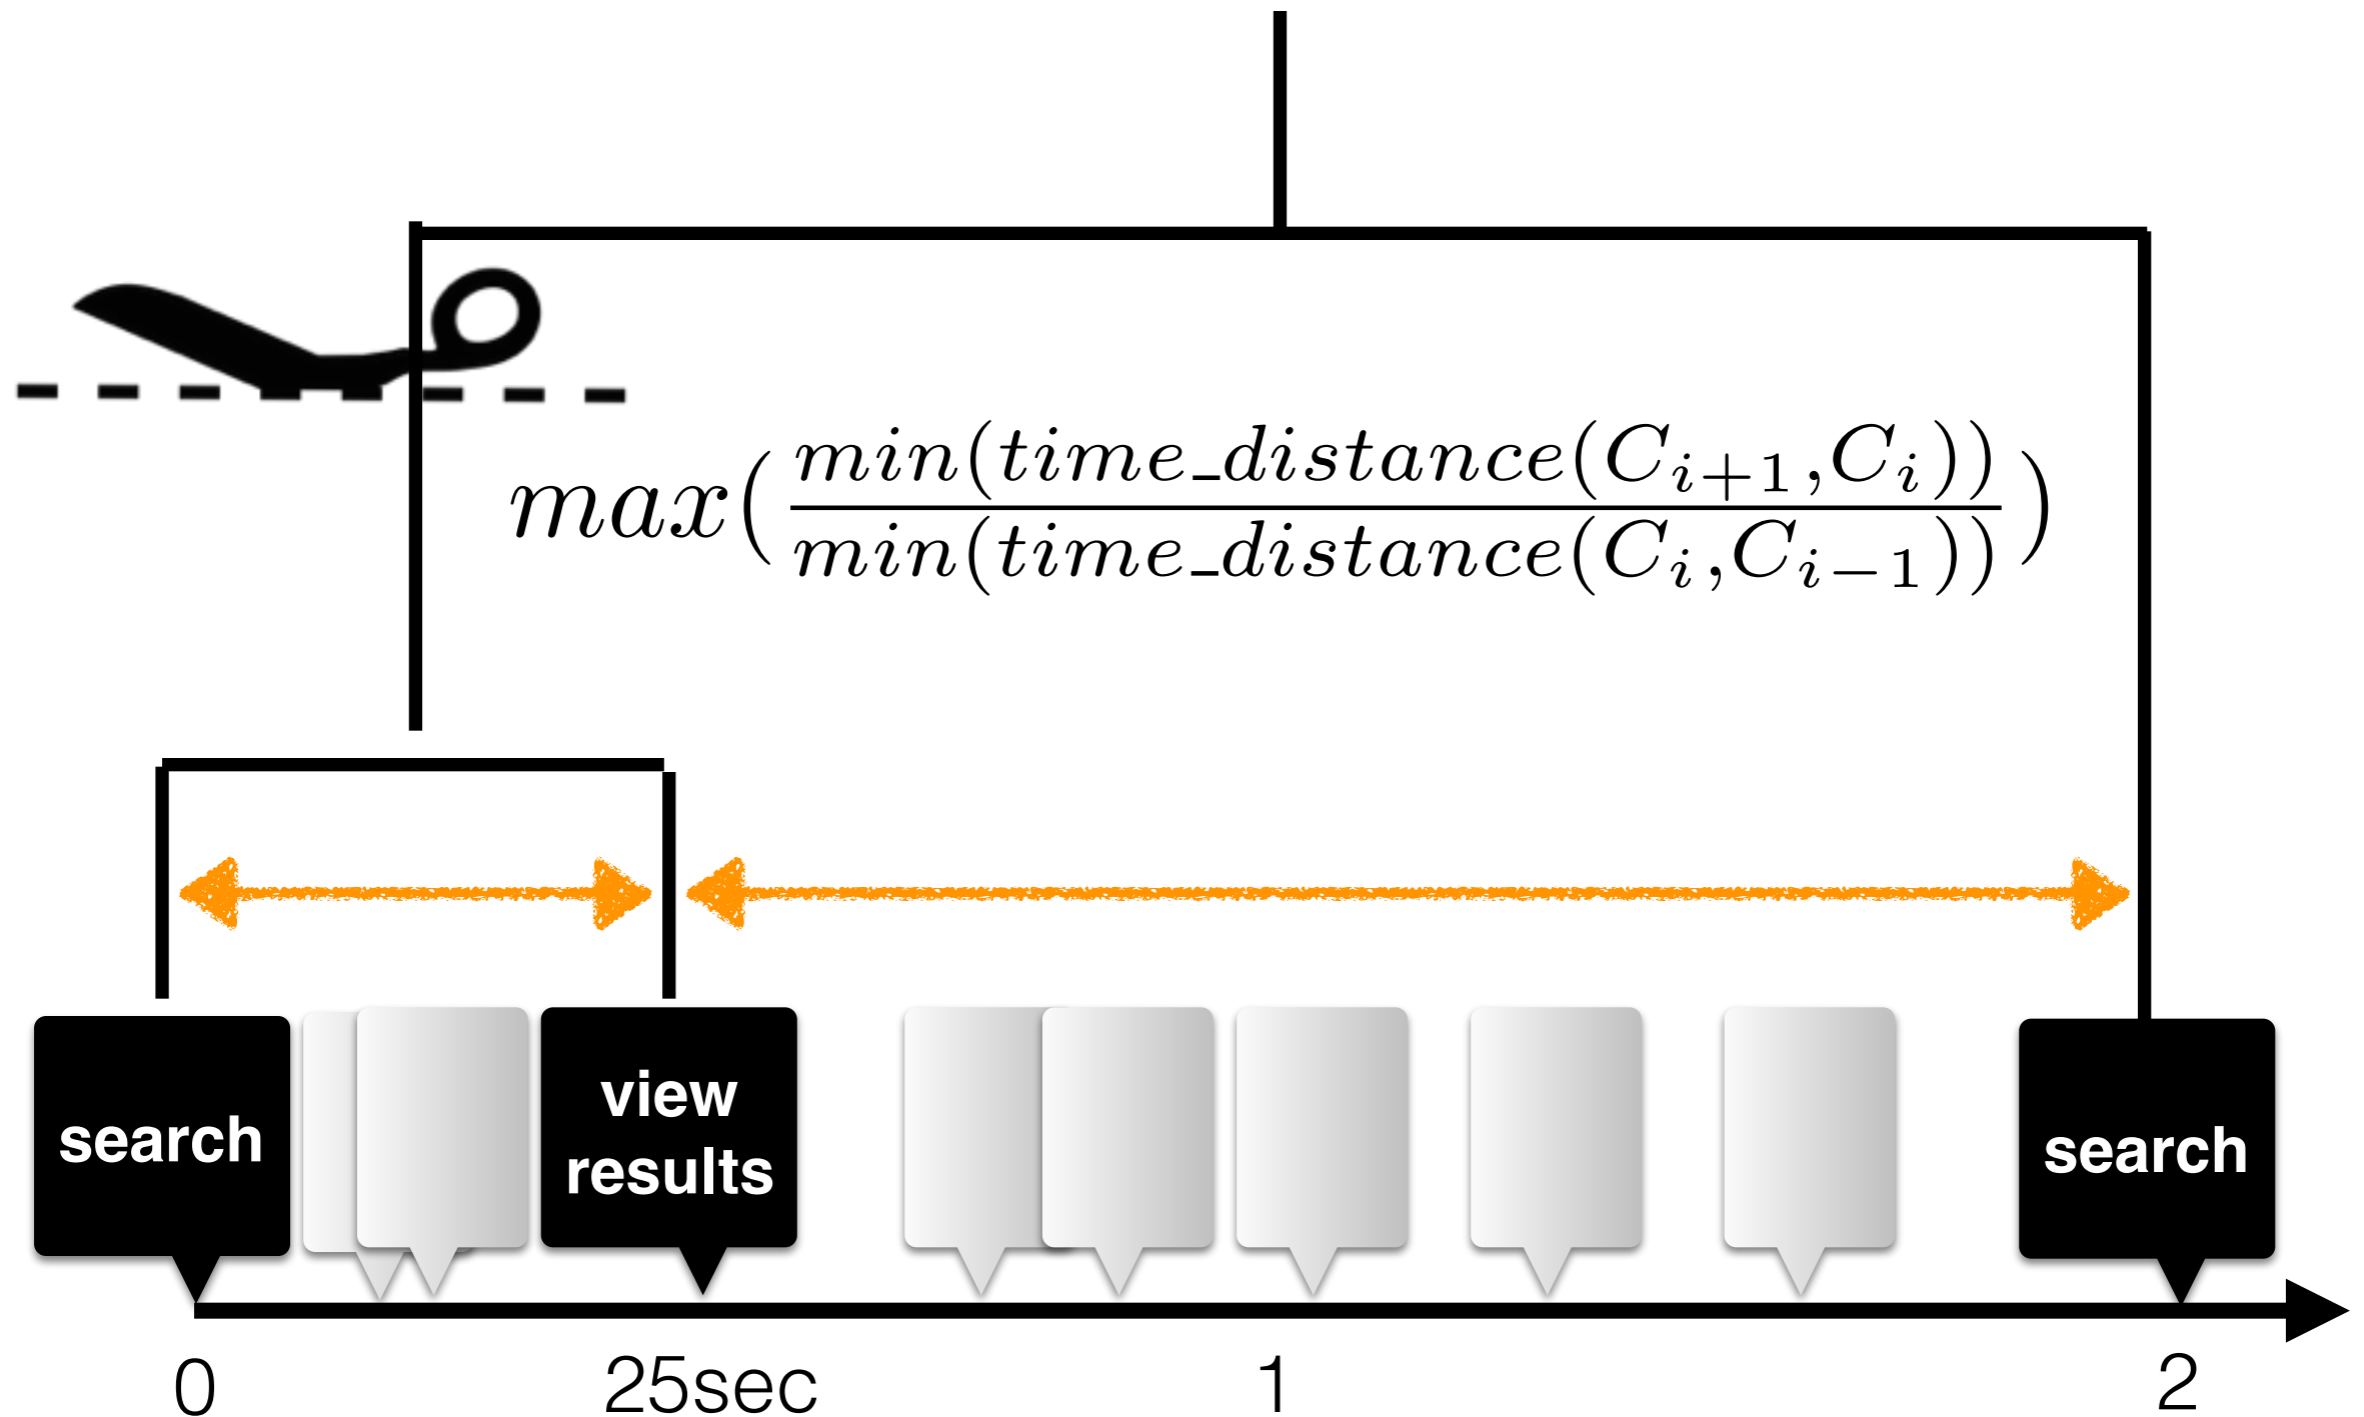 max(min(time_distance(C_{i+1},C_i))/min(time_distance(C_i,C_{i-1})))
search
view
results
search
0 25sec 1 2